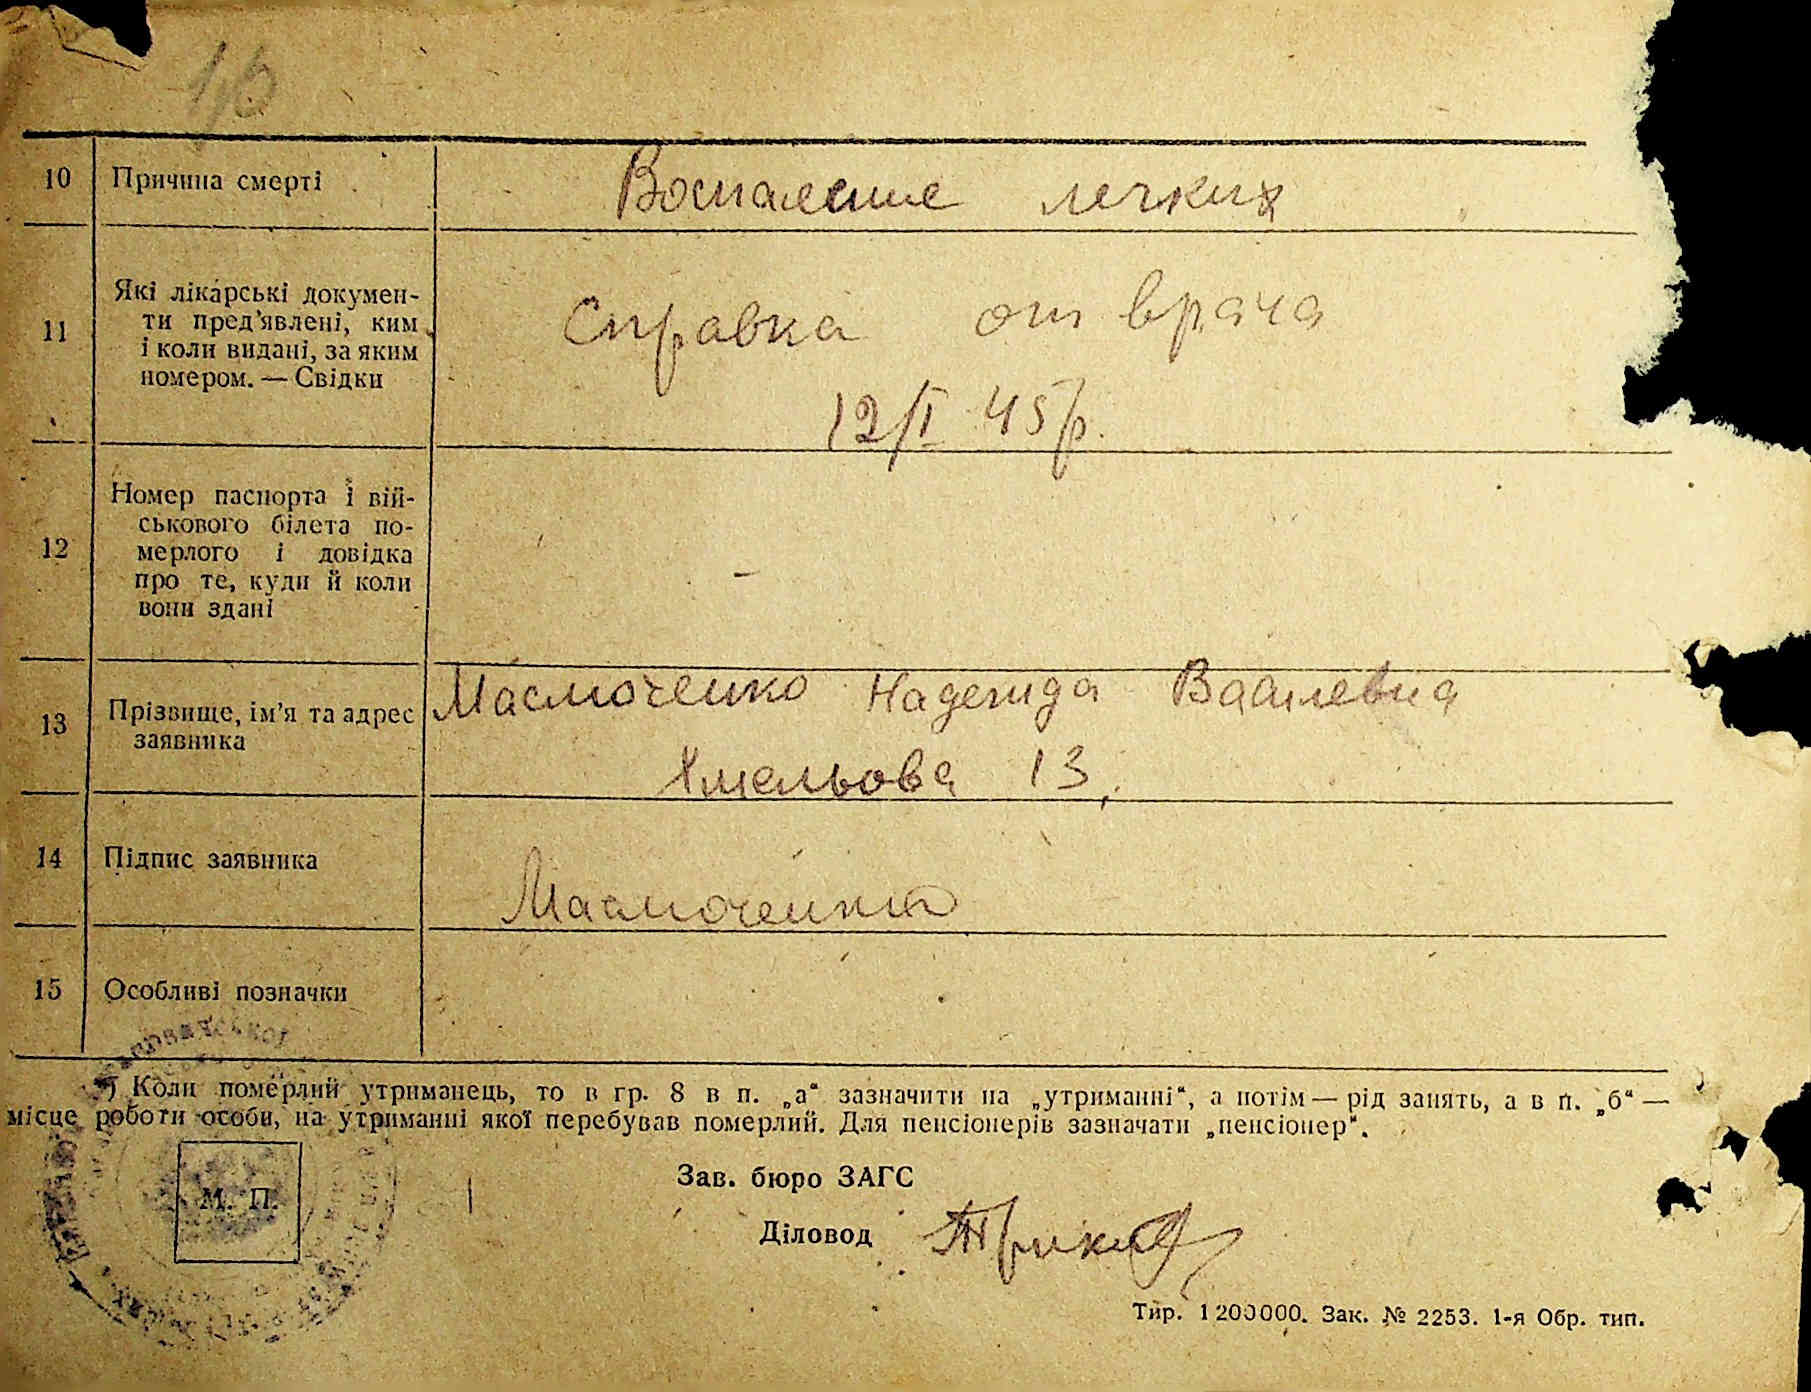 10 Причина смерті Воспаление легких
11 Які лікарські докумен-
ти пред’явлені, ким
і коли видані, за яким
номером. — Свідки
Справка от врача
12/I 45 р.
12 Номер паспорта і вій-
ськового білета по-
мерлого і довідка
про те, куди й коли
вони здані
13 Прізвище, ім’я та адрес
заявника
Надежда
13
14 Підпис заявника
15 Особливі позначки
*) Коли померлий утриманець, то в гр. 8 в п. „а“ зазначити на „утриманні“, а потім — рід занять, а в п. „б“ —
місце роботи особи, на утриманні якої перебував померлий. Для пенсіонерів зазначати „пенсіонер“.
М. П.
Зав. бюро ЗАГС
Діловод
Тир. 1 200000. Зак. № 2253. 1-я Обр. тип.